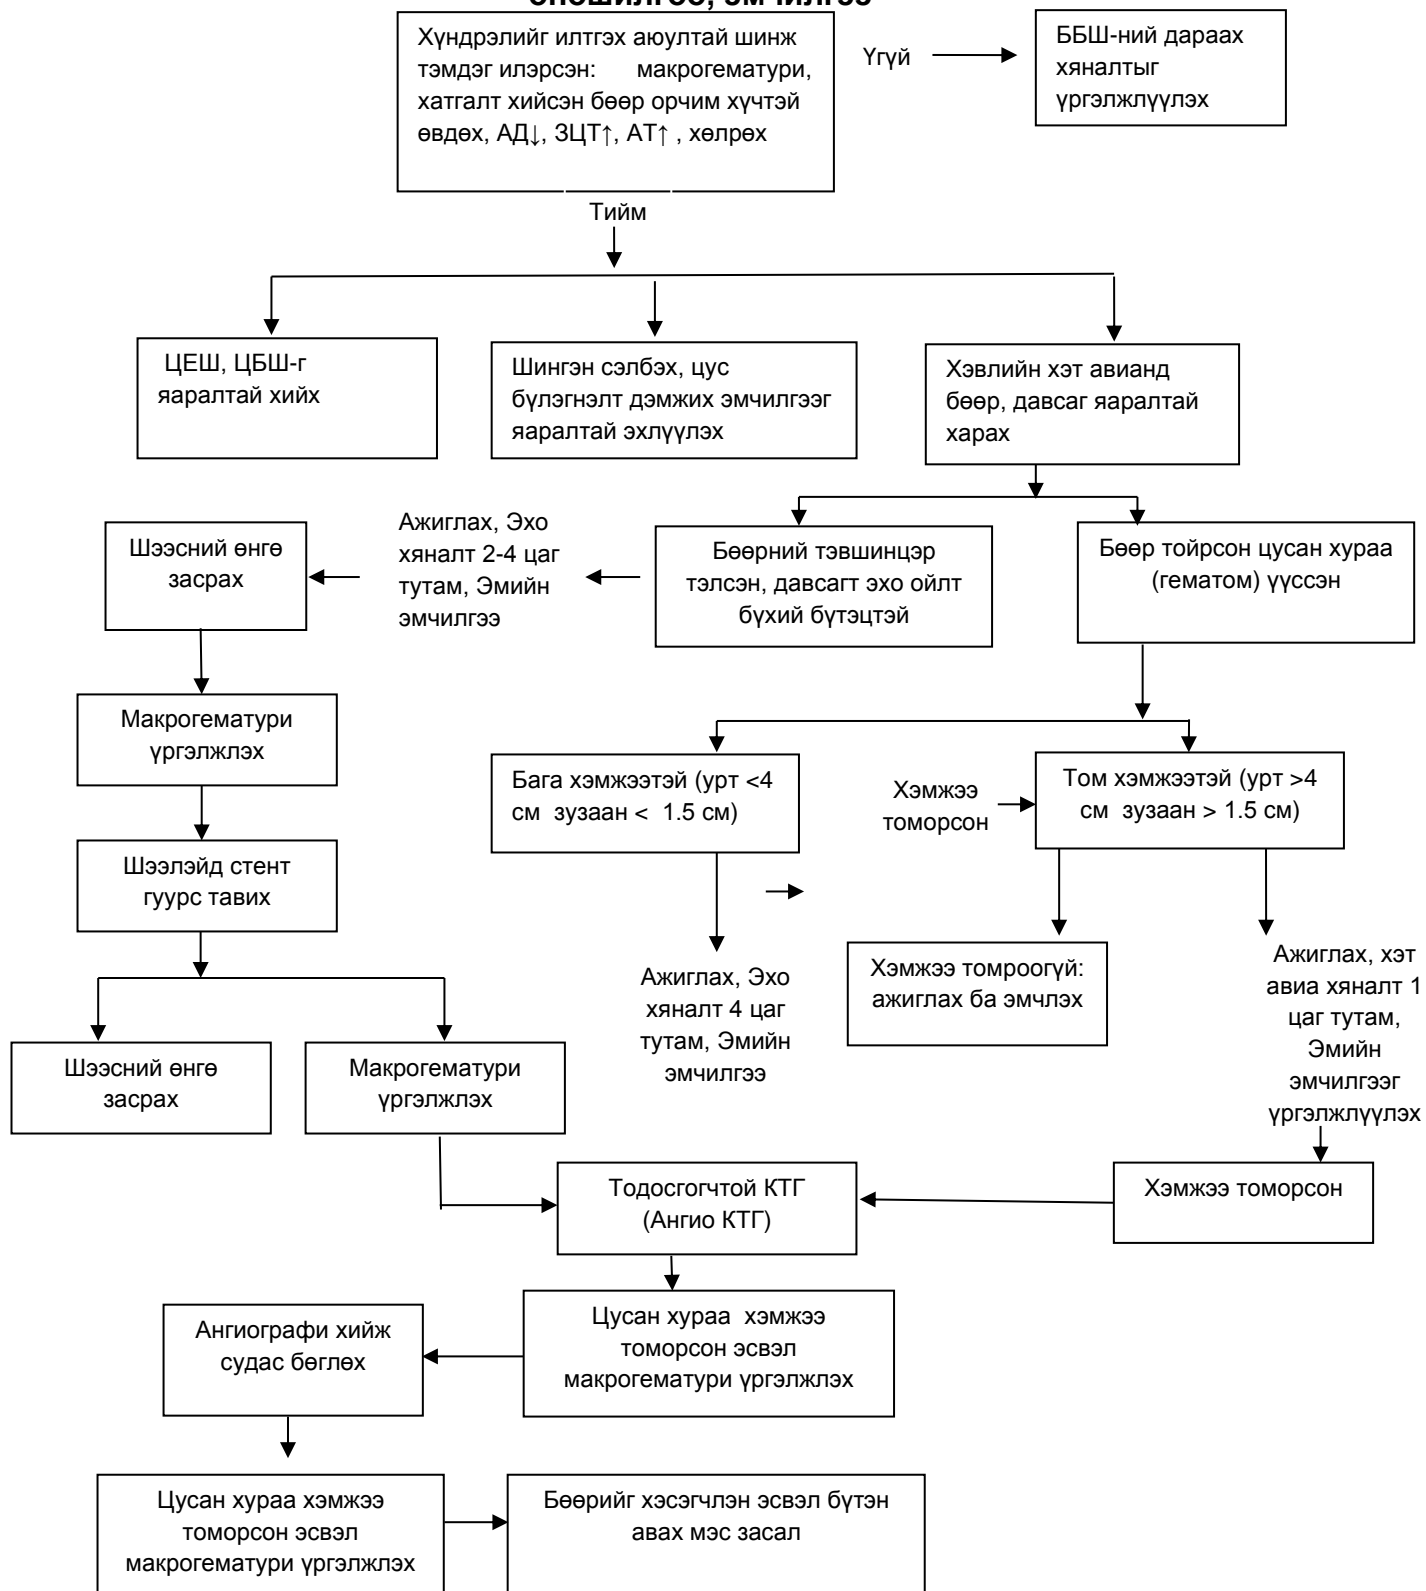 Хүндрэлийг илтгэх аюултай шинж
тэмдэг илэрсэн: макрогематури,
хатгалт хийсэн бөөр орчим хүчтэй
өвдөх, АД↓, ЗЦТ↑, АТ↑ , хөлрөх
Үгүй
ББШ-ний дараах
хяналтыг
үргэлжлүүлэх
Тийм
ЦЕШ, ЦБШ-г
яаралтай хийх
Шингэн сэлбэх, цус
бүлэгнэлт дэмжих эмчилгээг
яаралтай эхлүүлэх
Хэвлийн хэт авианд
бөөр, давсаг яаралтай
харах
Шээсний өнгө
засрах
Ажиглах, Эхо
хяналт 2-4 цаг
тутам, Эмийн
эмчилгээ
Бөөрний тэвшинцэр
тэлсэн, давсагт эхо ойлт
бүхий бүтэцтэй
Бөөр тойрсон цусан хураа
(гематом) үүссэн
Макрогематури
үргэлжлэх
Бага хэмжээтэй (урт <4
см зузаан < 1.5 см)
Хэмжээ
томорсон
Том хэмжээтэй (урт >4
см зузаан > 1.5 см)
Шээлэйд стент
гуурс тавих
Ажиглах, Эхо
хяналт 4 цаг
тутам, Эмийн
эмчилгээ
Хэмжээ томроогүй:
ажиглах ба эмчлэх
Ажиглах, хэт
авиа хяналт 1
цаг тутам,
Эмийн
эмчилгээг
үргэлжлүүлэх
Шээсний өнгө
засрах
Макрогематури
үргэлжлэх
Тодосгогчтой КТГ
(Ангио КТГ)
Хэмжээ томорсон
Ангиографи хийж
судас бөглөх
Цусан хураа хэмжээ
томорсон эсвэл
макрогематури үргэлжлэх
Цусан хураа хэмжээ
томорсон эсвэл
макрогематури үргэлжлэх
Бөөрийг хэсэгчлэн эсвэл бүтэн
авах мэс засал